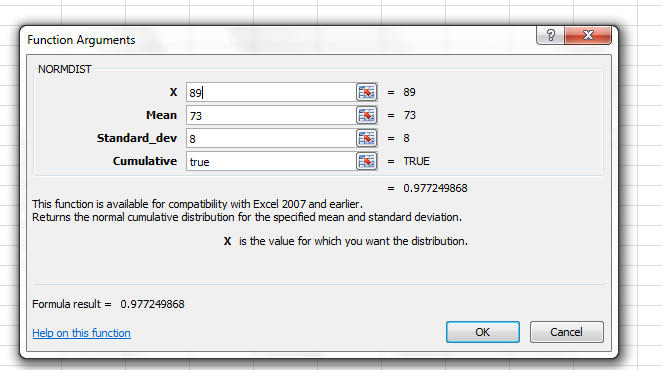 Function Arguments
NORMDIST
X 89 = 89
Mean 73 = 73
Standard_dev 8 = 8
Cumulative true = TRUE
= 0.977249868
This function is available for compatibility with Excel 2007 and earlier.
Returns the normal cumulative distribution for the specified mean and standard deviation.
X is the value for which you want the distribution.
Formula result = 0.977249868
Help on this function OK Cancel